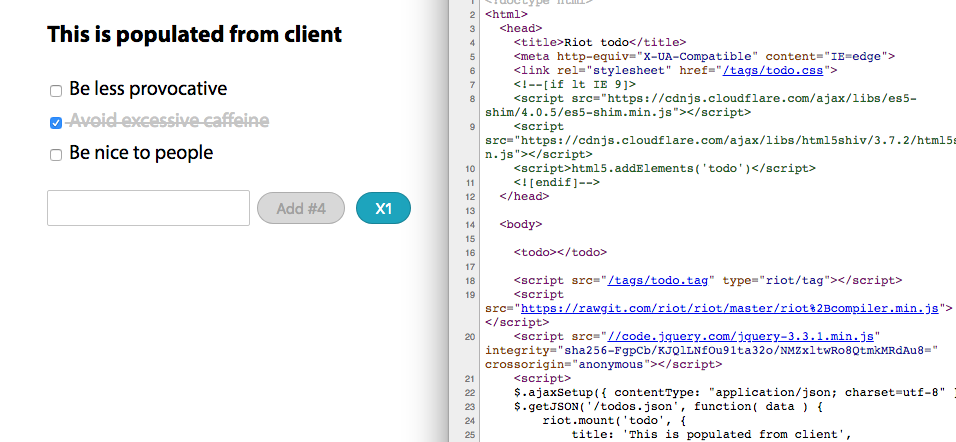 This is populated from client
Be less provocative
Avoid excessive caffeine
Be nice to people
Add #4
X1
1 <!doctype html>
2 <html>
3 <head>
4 <title>Riot todo</title>
5 <meta http-equiv="X-UA-Compatible" content="IE=edge">
6 <link rel="stylesheet" href="/tags/todo.css">
7 <!--[if lt IE 9]>
8 <script src="https://cdnjs.cloudflare.com/ajax/libs/es5-
shim/4.0.5/es5-shim.min.js"></script>
9 <script
src="https://cdnjs.cloudflare.com/ajax/libs/html5shiv/3.7.2/html5s
n.js"></script>
10 <script>html5.addElements('todo')</script>
11 <![endif]-->
12 </head>
13
14 <body>
15
16 <todo></todo>
17
18 <script src="/tags/todo.tag" type="riot/tag"></script>
19 <script
src="https://rawgit.com/riot/riot/master/riot%2Bcompiler.min.js">
</script>
20 <script src="//code.jquery.com/jquery-3.3.1.min.js"
integrity="sha256-FgpCb/KJQlLNfOu91ta32o/NMZxltwRo8QtmkMRdAu8="
crossorigin="anonymous"></script>
21 <script>
22 $.ajaxSetup({ contentType: "application/json; charset=utf-8" }
23 $.getJSON('/todos.json', function( data ) {
24 riot.mount('todo', {
25 title: 'This is populated from client',